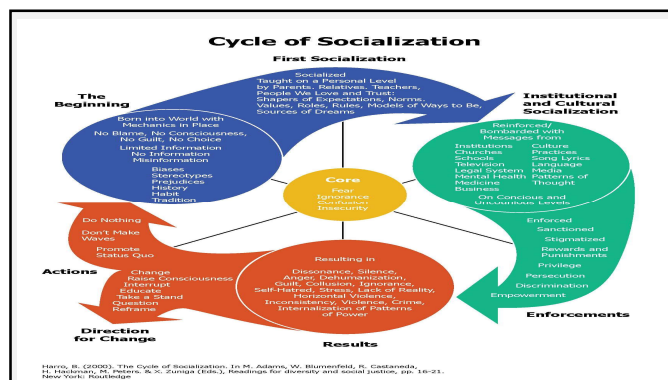 Cycle of Socialization
First Socialization
Socialized
Taught on a Personal Level
by Parents. Relatives. Teachers,
People We Love and Trust:
Shapers of Expectations, Norms.
Values, Roles, Rules, Models of Ways to Be,
Sources of Dreams
The
Beginning
Born into World with
Mechanics in Place
No Blame, No Consciousness,
No Guilt, No Choice
Limited Information
No Information
Misinformation
Biases
Stereotypes
Prejudices
History
Habit
Tradition
Institutional
and Cultural
Socialization
Reinforced/
Bombarded with
Messages from
Institutions Culture
Churches Practices
Schools Song Lyrics
Television Language
Legal System Media
Mental Health Patterns of
Medicine Thought
Business
On Concious and
Uncounious Levels
Core
Fear
Ignorance
Confusion
Insecurity
Enforced
Sanctioned
Stigmatized
Rewards and
Punishments
Privilege
Persecution
Discrimination
Empowerment
Enforcements
Resulting in
Dissonance, Silence,
Anger, Dehumanization,
Guilt, Collusion, Ignorance,
Self-Hatred, Stress, Lack of Reality,
Horizontal Violence,
Inconsistency, Violence, Crime,
Internalization of Patterns
of Power
Results
Do Nothing
Don't Make
Waves
Promote
Status Quo
Actions
Change
Raise Consciousness
Interrupt
Educate
Take a Stand
Question
Reframe
Direction
for Change
Harro, B. (2000). The Cycle of Socialization. In M. Adams, W. Blumenfeld, R. Castaneda,
H. Hackman, M. Peters. & X. Zuniga (Eds.), Readings for diversity and social justice, pp. 16-21.
New York: Routledge